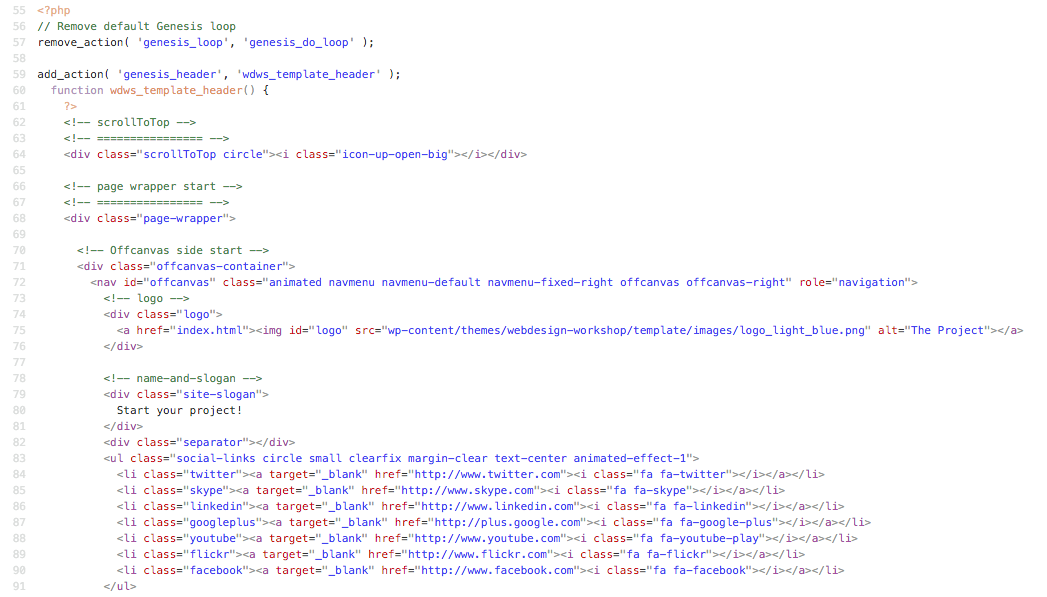 55 <?php
56 // Remove default Genesis loop
57 remove_action( 'genesis_loop', 'genesis_do_loop' );
58
59 add_action( 'genesis_header', 'wdws_template_header' );
60 function wdws_template_header() {
61 ?>
62 <!-- scrollToTop -->
63 <!-- ================ -->
64 <div class="scrollToTop circle"><i class="icon-up-open-big"></i></div>
65
66 <!-- page wrapper start -->
67 <!-- ================ -->
68 <div class="page-wrapper">
69
70 <!-- Offcanvas side start -->
71 <div class="offcanvas-container">
72 <nav id="offcanvas" class="animated navmenu navmenu-default navmenu-fixed-right offcanvas offcanvas-right" role="navigation">
73 <!-- logo -->
74 <div class="logo">
75 <a href="index.html"><img id="logo" src="wp-content/themes/webdesign-workshop/template/images/logo_light_blue.png" alt="The Project"></a>
76 </div>
77
78 <!-- name-and-slogan -->
79 <div class="site-slogan">
80 Start your project!
81 </div>
82 <div class="separator"></div>
83 <ul class="social-links circle small clearfix margin-clear text-center animated-effect-1">
84 <li class="twitter"><a target="_blank" href="http://www.twitter.com"><i class="fa fa-twitter"></i></a></li>
85 <li class="skype"><a target="_blank" href="http://www.skype.com"><i class="fa fa-skype"></i></a></li>
86 <li class="linkedin"><a target="_blank" href="http://www.linkedin.com"><i class="fa fa-linkedin"></i></a></li>
87 <li class="googleplus"><a target="_blank" href="http://plus.google.com"><i class="fa fa-google-plus"></i></a></li>
88 <li class="youtube"><a target="_blank" href="http://www.youtube.com"><i class="fa fa-youtube-play"></i></a></li>
89 <li class="flickr"><a target="_blank" href="http://www.flickr.com"><i class="fa fa-flickr"></i></a></li>
90 <li class="facebook"><a target="_blank" href="http://www.facebook.com"><i class="fa fa-facebook"></i></a></li>
91 </ul>